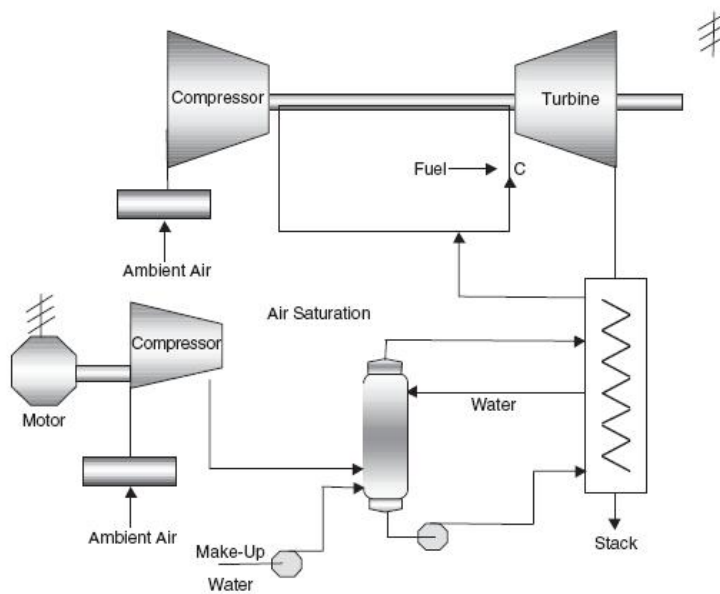 Compressor
Turbine
Fuel
C
Ambient Air
Air Saturation
Compressor
Motor
Water
Ambient Air
Make-Up
Water
Stack